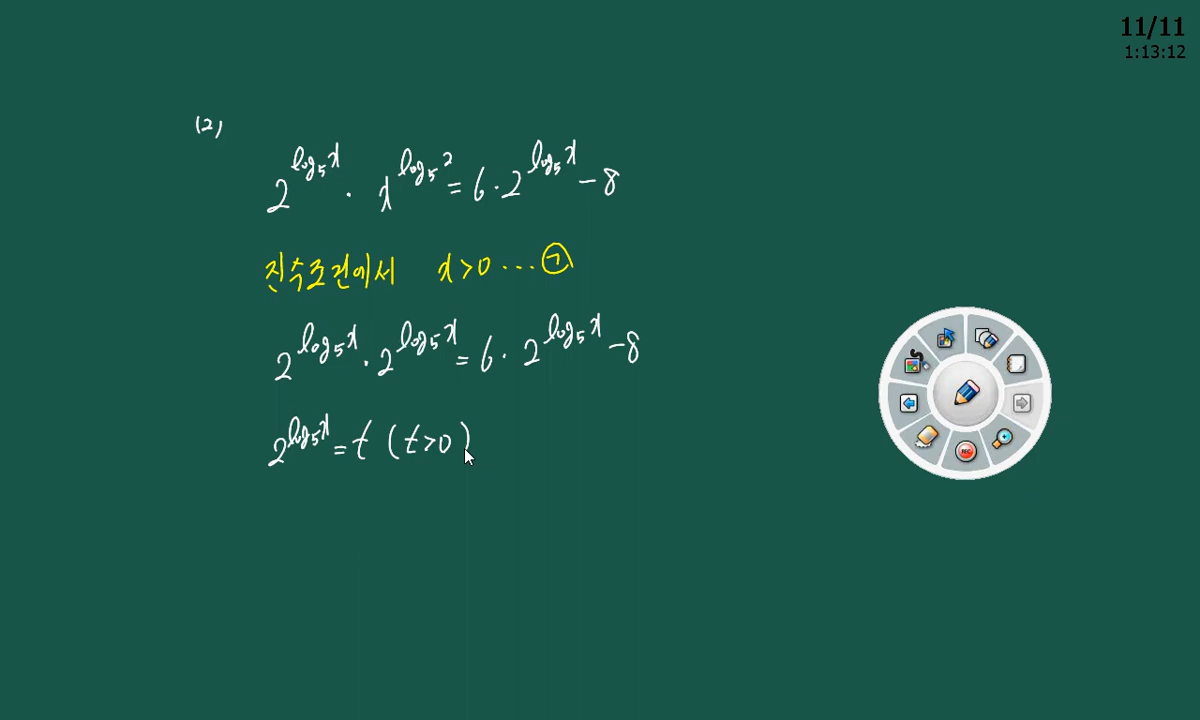 11/11
1:13:12
(2)
2^{log_5 x} · x^{log_5 2} = 6 · 2^{log_5 x} - 8
진수조건에서 x > 0 ··· ㉠
2^{log_5 x} · 2^{log_5 x} = 6 · 2^{log_5 x} - 8
2^{log_5 x} = t (t > 0)
REC